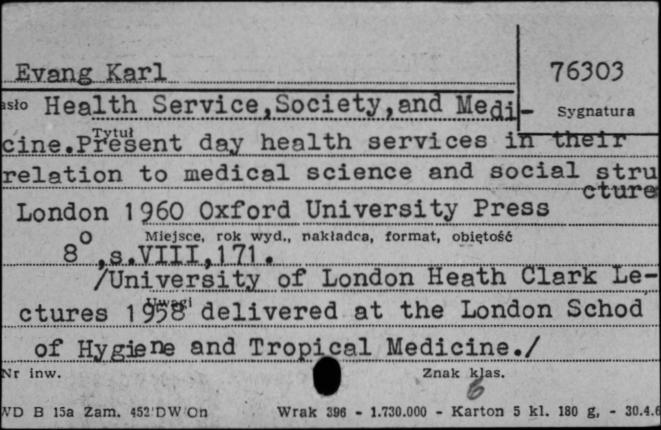 Evang Karl 76303
asło Health Service,Society,and Medi- Sygnatura
Tytuł
cine.Present day health services in their
relation to medical science and social stru
cture
London 1960 Oxford University Press
Miejsce, rok wyd., nakładca, format, objętość
8⁰,s.VIII,171.
/University of London Heath Clark Le-
Uwagi
ctures 1958 delivered at the London Schod
of Hygiene and Tropical Medicine./
Nr inw. Znak klas.
6
WD B 15a Zam. 452 DW On Wrak 396 - 1.730.000 - Karton 5 kl. 180 g, - 30.4.6